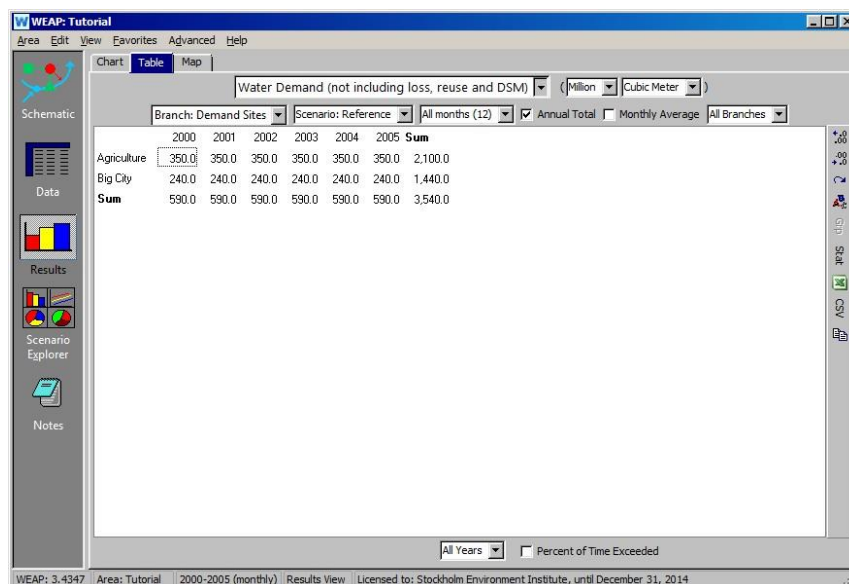 WEAP: Tutorial
Area Edit View Favorites Advanced Help
Chart Table Map
Water Demand (not including loss, reuse and DSM) ( Million Cubic Meter )
Branch: Demand Sites Scenario: Reference All months (12) Annual Total Monthly Average All Branches
2000 2001 2002 2003 2004 2005 Sum
Agriculture 350.0 350.0 350.0 350.0 350.0 350.0 2,100.0
Big City 240.0 240.0 240.0 240.0 240.0 240.0 1,440.0
Sum 590.0 590.0 590.0 590.0 590.0 590.0 3,540.0
Schematic
Data
Results
Scenario
Explorer
Notes
Grp
Stat
CSV
All Years Percent of Time Exceeded
WEAP: 3.4347 Area: Tutorial 2000-2005 (monthly) Results View Licensed to: Stockholm Environment Institute, until December 31, 2014